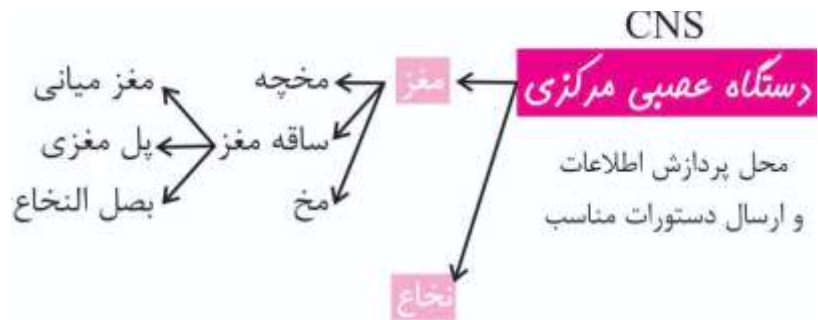 CNS
دستگاه عصبی مرکزی
محل پردازش اطلاعات
و ارسال دستورات مناسب
مغز
نخاع
مخچه
ساقه مغز
مخ
مغز میانی
پل مغزی
بصل النخاع